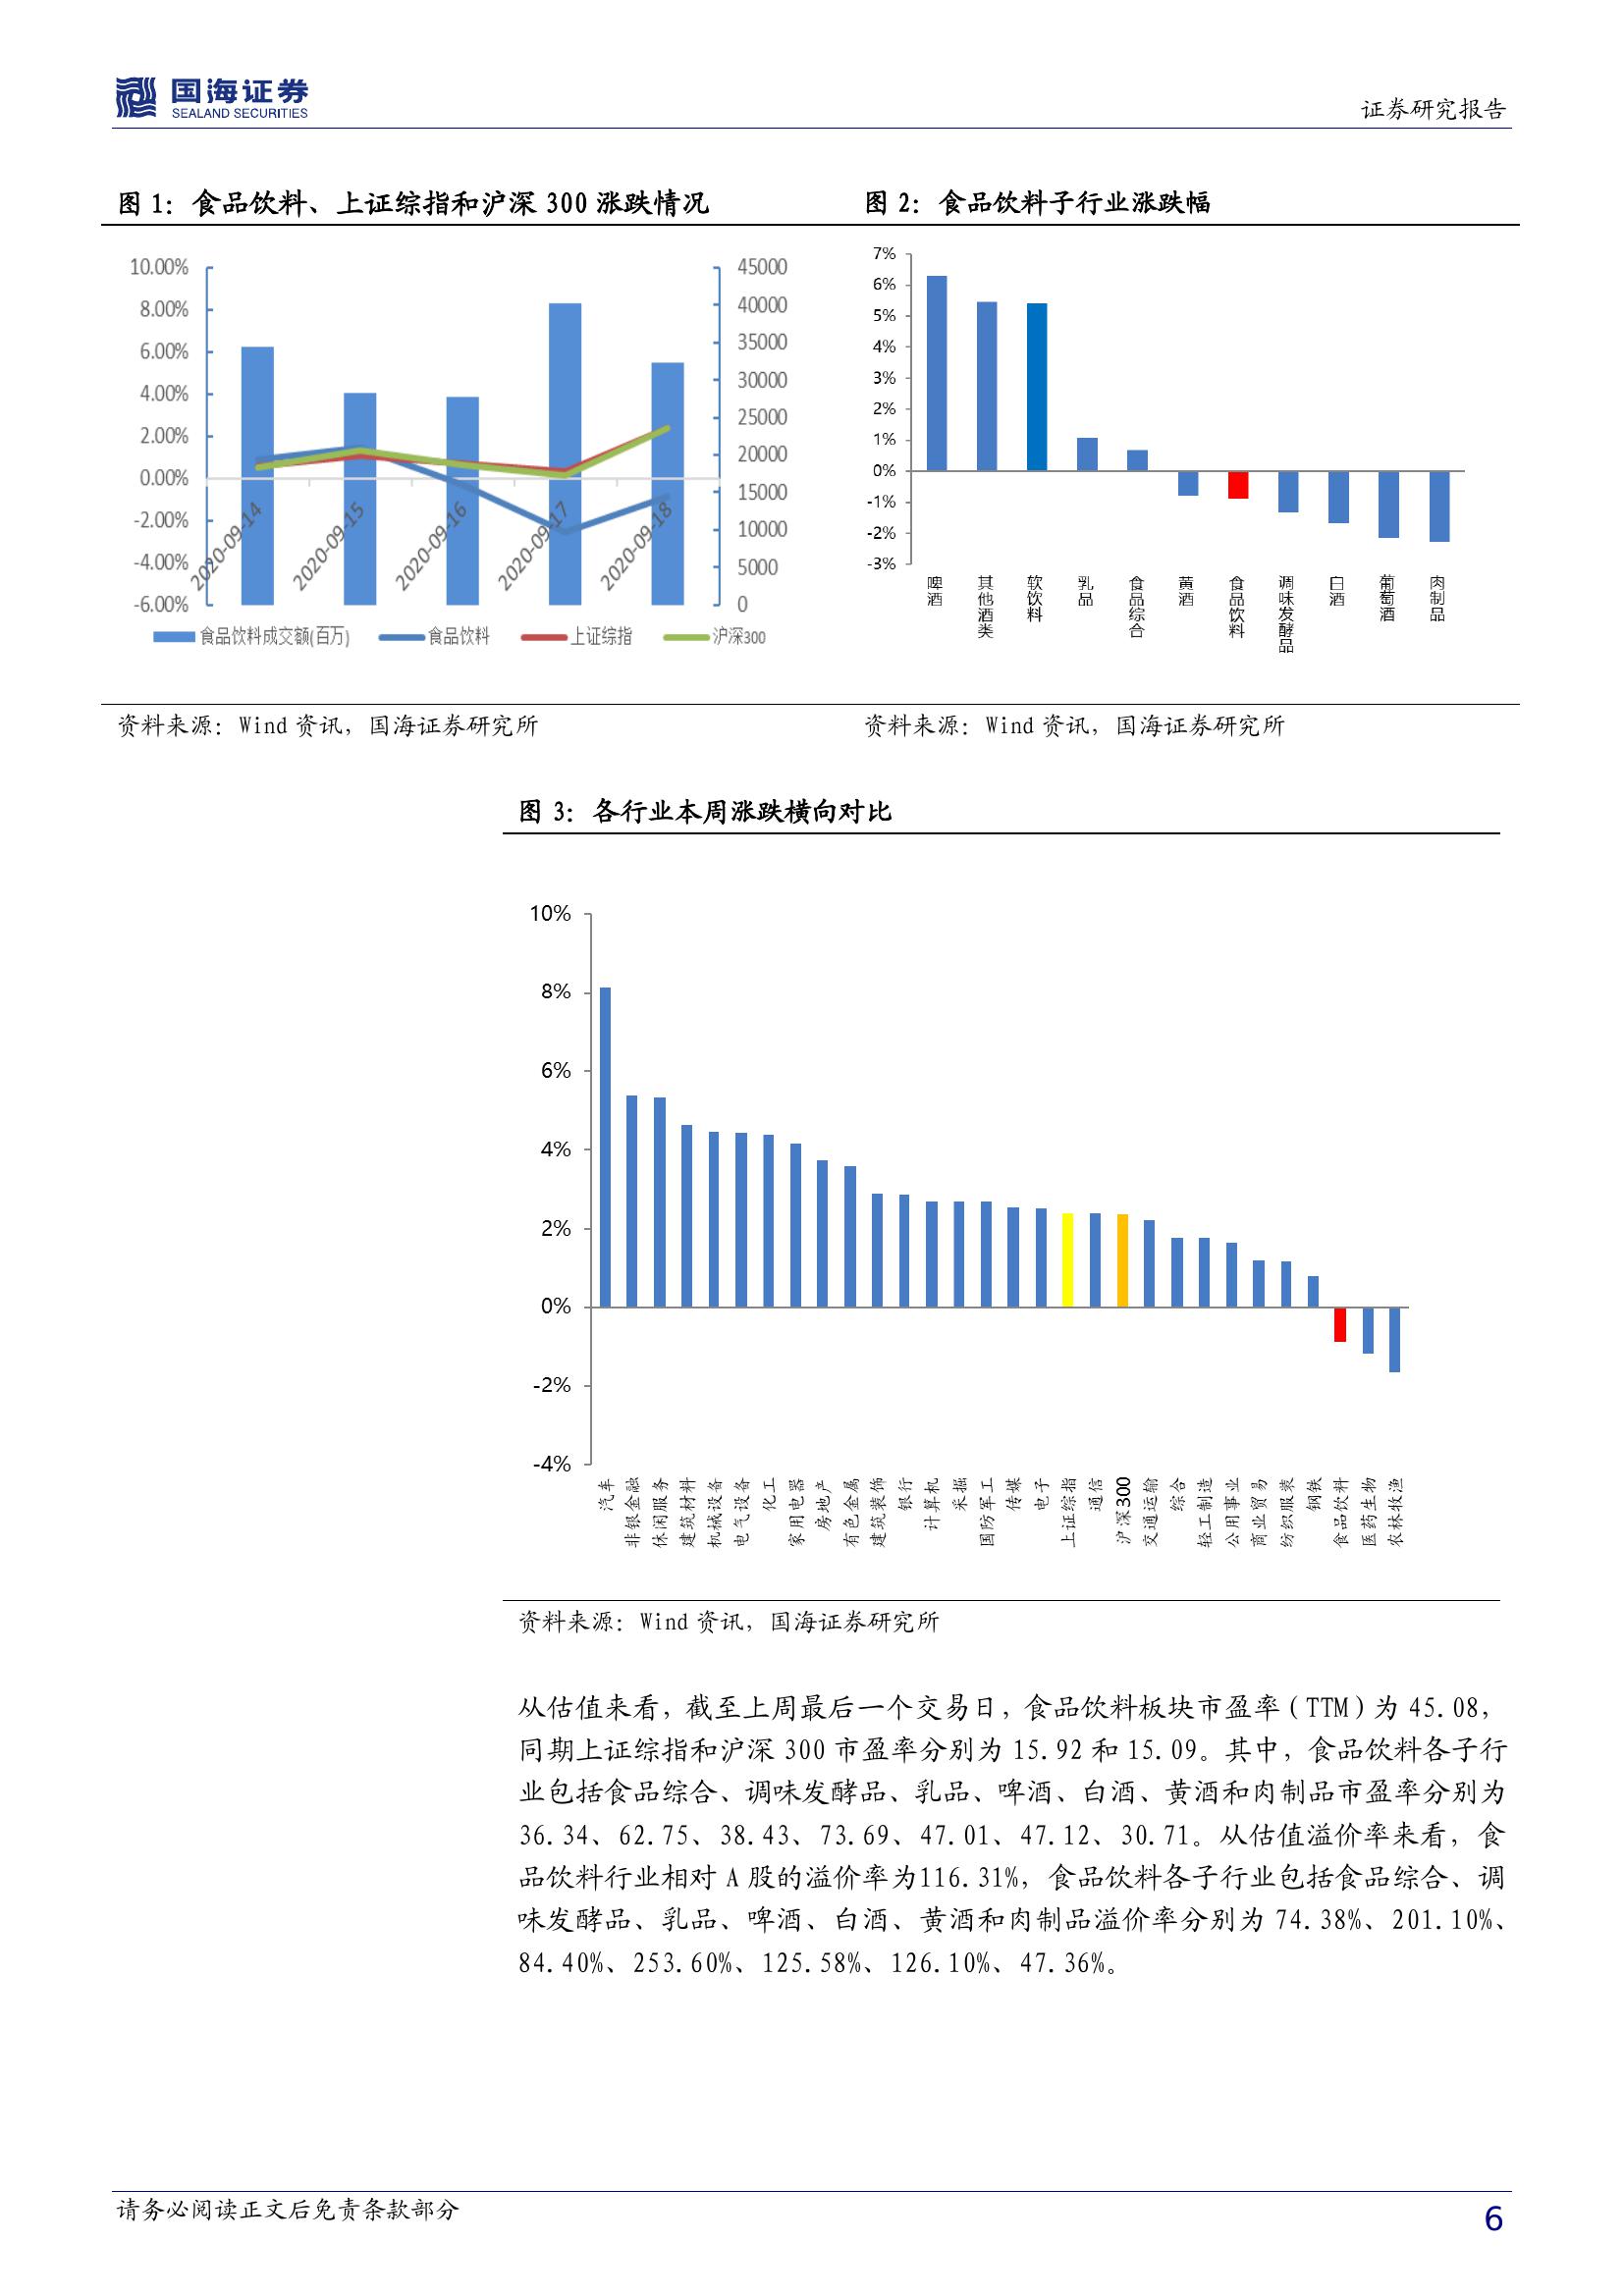 国海证券
SEALAND SECURITIES
证券研究报告
图 1：食品饮料、上证综指和沪深 300 涨跌情况
10.00%
8.00%
6.00%
4.00%
2.00%
0.00%
-2.00%
-4.00%
-6.00%
45000
40000
35000
30000
25000
20000
15000
10000
5000
0
2020-09-14
2020-09-15
2020-09-16
2020-09-17
2020-09-18
食品饮料成交额(百万)
食品饮料
上证综指
沪深300
资料来源：Wind 资讯，国海证券研究所
图 2：食品饮料子行业涨跌幅
7%
6%
5%
4%
3%
2%
1%
0%
-1%
-2%
-3%
啤酒
其他酒类
软饮料
乳品
食品综合
黄酒
食品饮料
调味发酵品
白酒
葡萄酒
肉制品
资料来源：Wind 资讯，国海证券研究所
图 3：各行业本周涨跌横向对比
10%
8%
6%
4%
2%
0%
-2%
-4%
汽车
非银金融
休闲服务
建筑材料
机械设备
电气设备
化工
家用电器
房地产
有色金属
建筑装饰
银行
计算机
采掘
国防军工
传媒
电子
上证综指
通信
沪深300
交通运输
综合
轻工制造
公用事业
商业贸易
纺织服装
钢铁
食品饮料
医药生物
农林牧渔
资料来源：Wind 资讯，国海证券研究所
从估值来看，截至上周最后一个交易日，食品饮料板块市盈率（TTM）为 45.08，
同期上证综指和沪深 300 市盈率分别为 15.92 和 15.09。其中，食品饮料各子行
业包括食品综合、调味发酵品、乳品、啤酒、白酒、黄酒和肉制品市盈率分别为
36.34、62.75、38.43、73.69、47.01、47.12、30.71。从估值溢价率来看，食
品饮料行业相对 A 股的溢价率为116.31%，食品饮料各子行业包括食品综合、调
味发酵品、乳品、啤酒、白酒、黄酒和肉制品溢价率分别为 74.38%、201.10%、
84.40%、253.60%、125.58%、126.10%、47.36%。
请务必阅读正文后免责条款部分
6